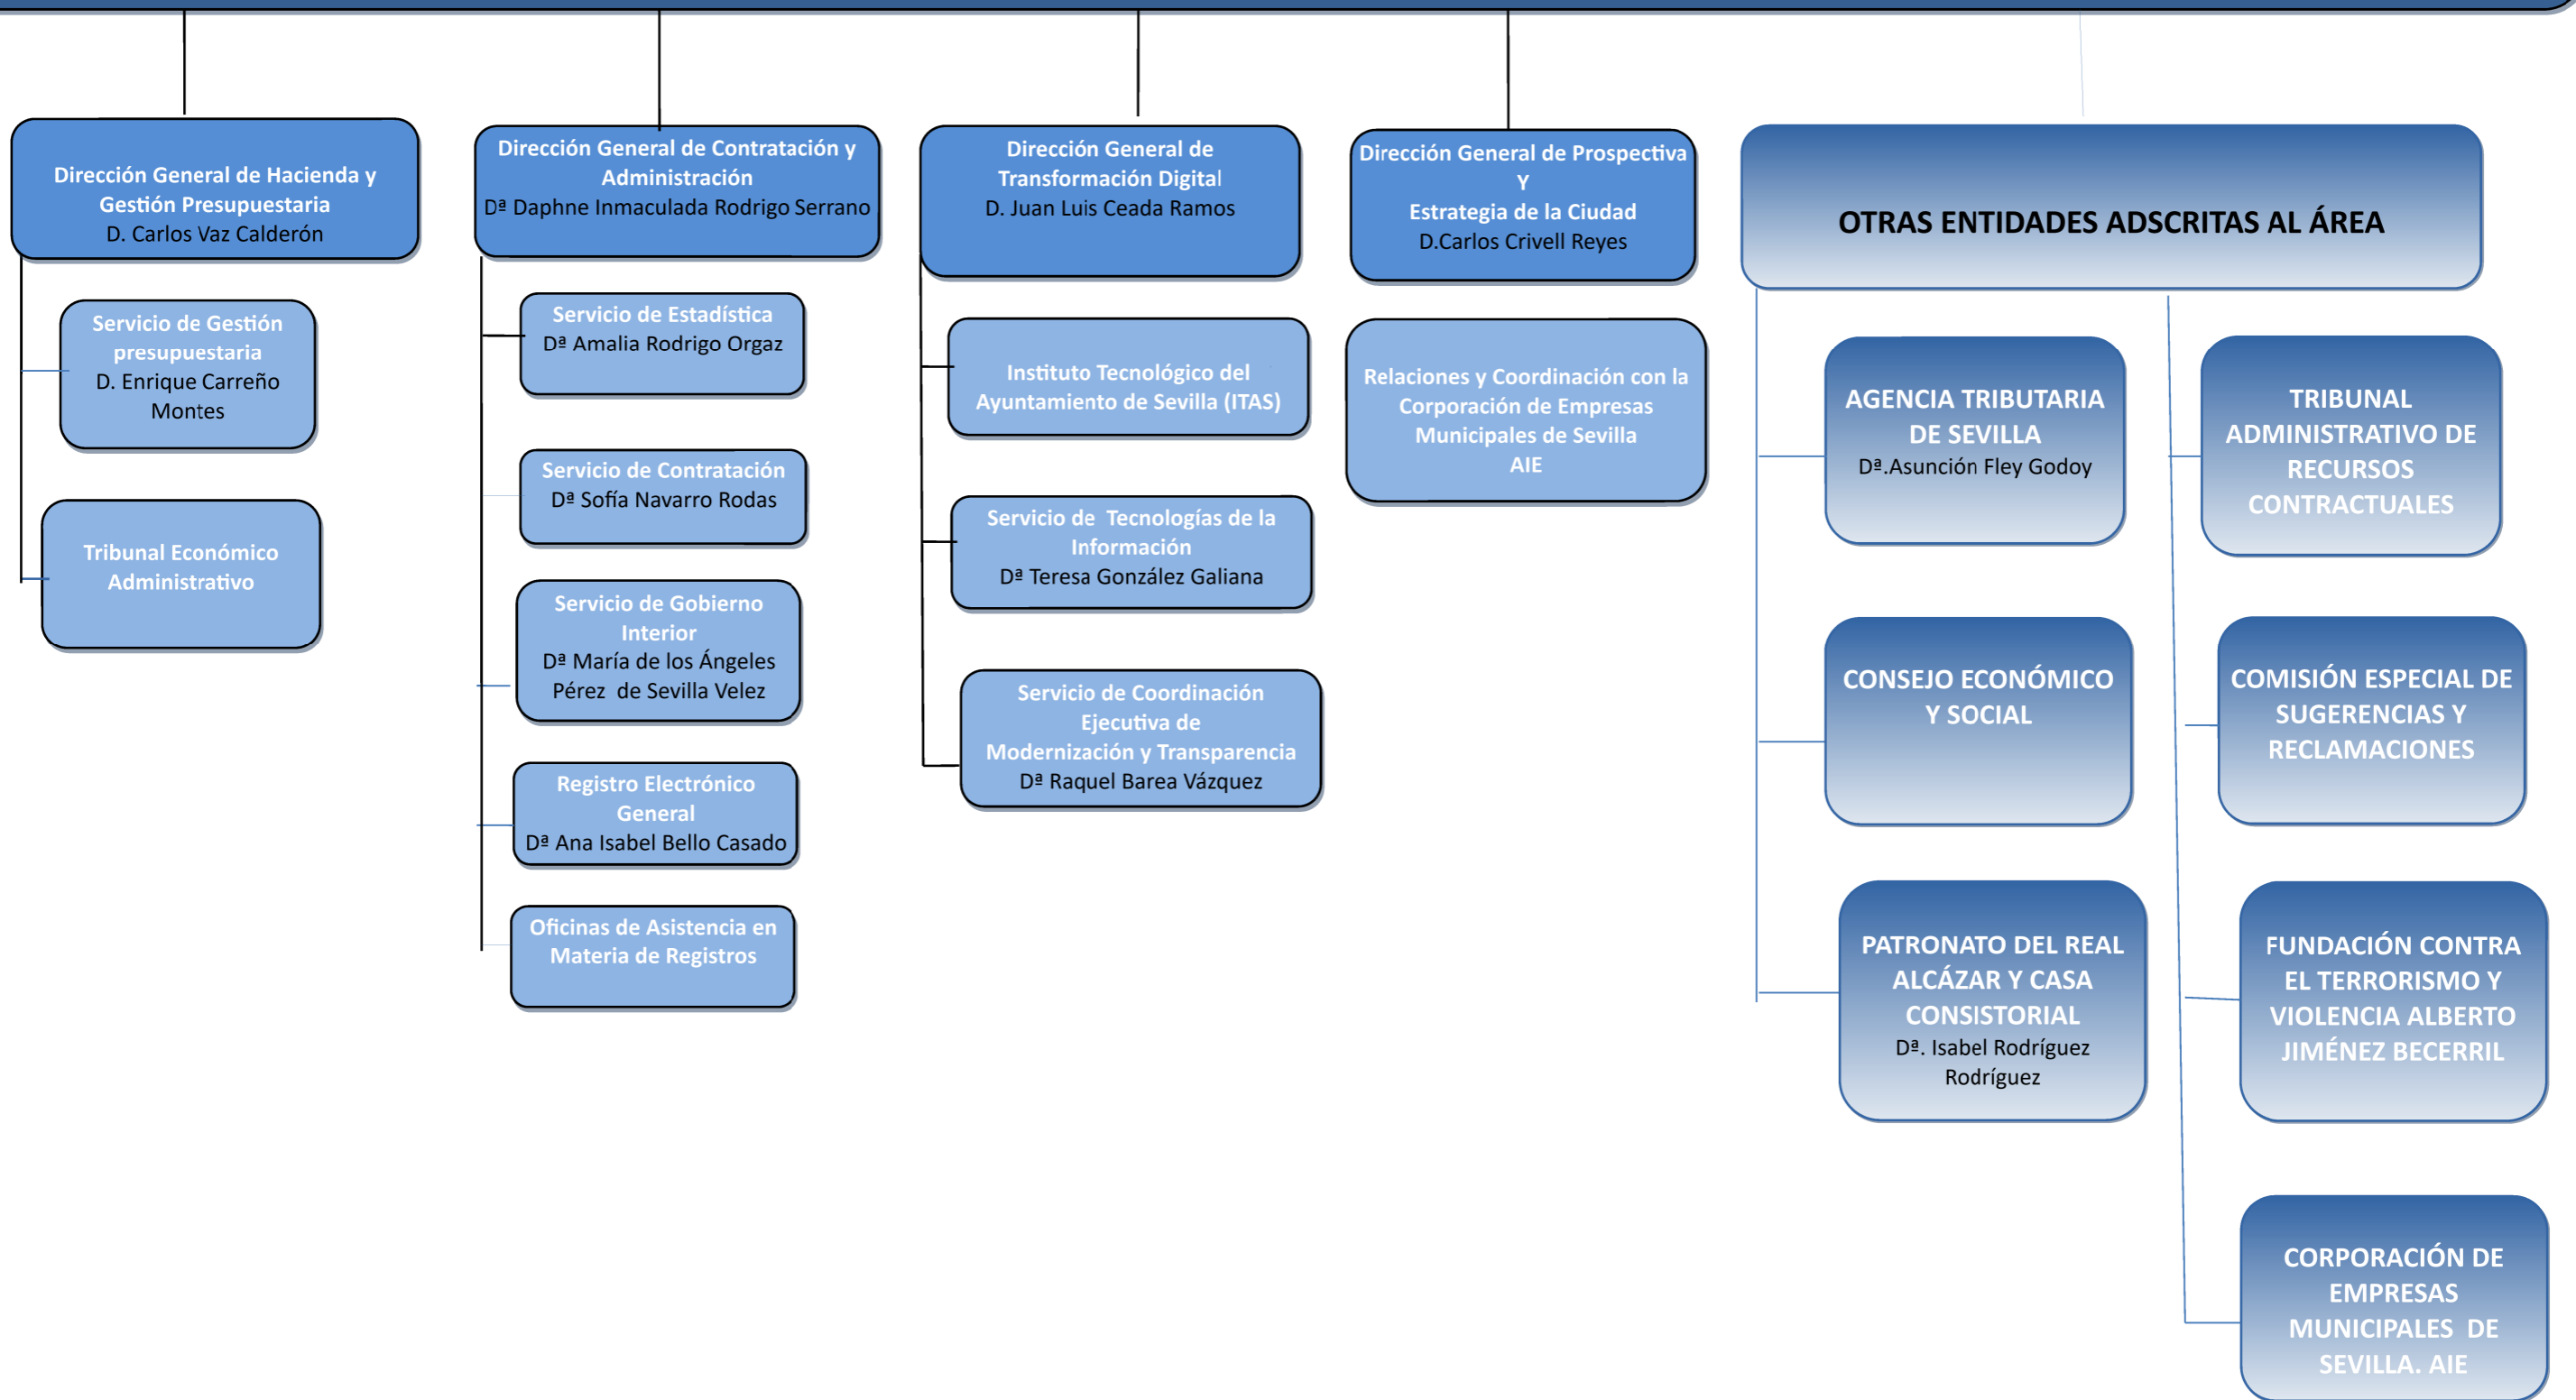 Dirección General de Hacienda y
Gestión Presupuestaria
D. Carlos Vaz Calderón
Servicio de Gestión
presupuestaria
D. Enrique Carreño
Montes
Tribunal Económico
Administrativo
Dirección General de Contratación y
Administración
Dª Daphne Inmaculada Rodrigo Serrano
Servicio de Estadística
Dª Amalia Rodrigo Orgaz
Servicio de Contratación
Dª Sofía Navarro Rodas
Servicio de Gobierno
Interior
Dª María de los Ángeles
Pérez  de Sevilla Velez
Registro Electrónico
General
Dª Ana Isabel Bello Casado
Oficinas de Asistencia en
Materia de Registros
Dirección General de
Transformación Digital
D. Juan Luis Ceada Ramos
Instituto Tecnológico del
Ayuntamiento de Sevilla (ITAS)
Servicio de  Tecnologías de la
Información
Dª Teresa González Galiana
Servicio de Coordinación
Ejecutiva de
Modernización y Transparencia
Dª Raquel Barea Vázquez
Dirección General de Prospectiva
Y
Estrategia de la Ciudad
D.Carlos Crivell Reyes
Relaciones y Coordinación con la
Corporación de Empresas
Municipales de Sevilla
AIE
OTRAS ENTIDADES ADSCRITAS AL ÁREA
AGENCIA TRIBUTARIA
DE SEVILLA
Dª.Asunción Fley Godoy
CONSEJO ECONÓMICO
Y SOCIAL
PATRONATO DEL REAL
ALCÁZAR Y CASA
CONSISTORIAL
Dª. Isabel Rodríguez
Rodríguez
TRIBUNAL
ADMINISTRATIVO DE
RECURSOS
CONTRACTUALES
COMISIÓN ESPECIAL DE
SUGERENCIAS Y
RECLAMACIONES
FUNDACIÓN CONTRA
EL TERRORISMO Y
VIOLENCIA ALBERTO
JIMÉNEZ BECERRIL
CORPORACIÓN DE
EMPRESAS
MUNICIPALES  DE
SEVILLA. AIE